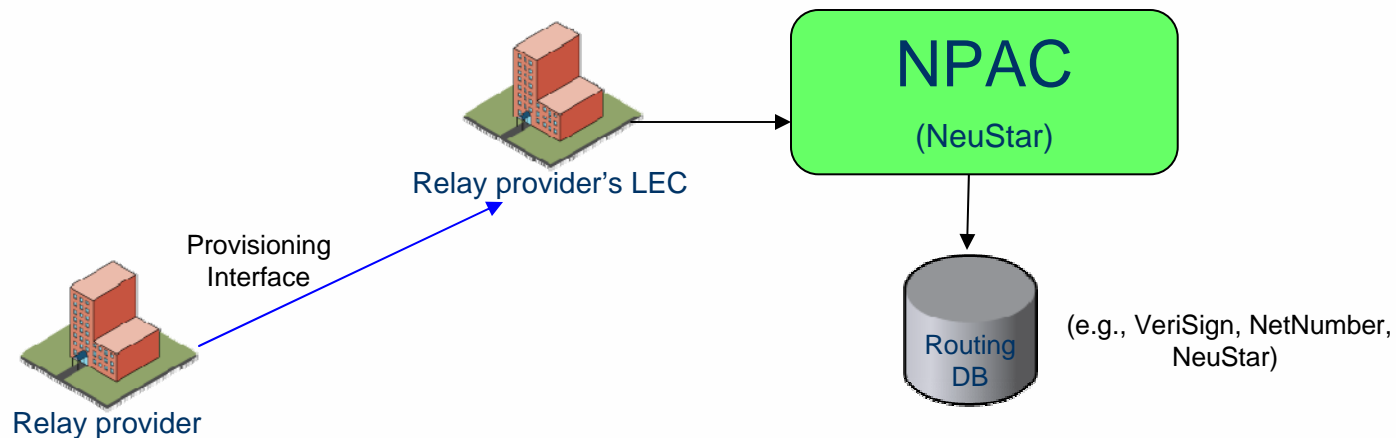 NPAC
(NeuStar)
Relay provider’s LEC
Provisioning
Interface
Routing
DB
(e.g., VeriSign, NetNumber,
NeuStar)
Relay provider